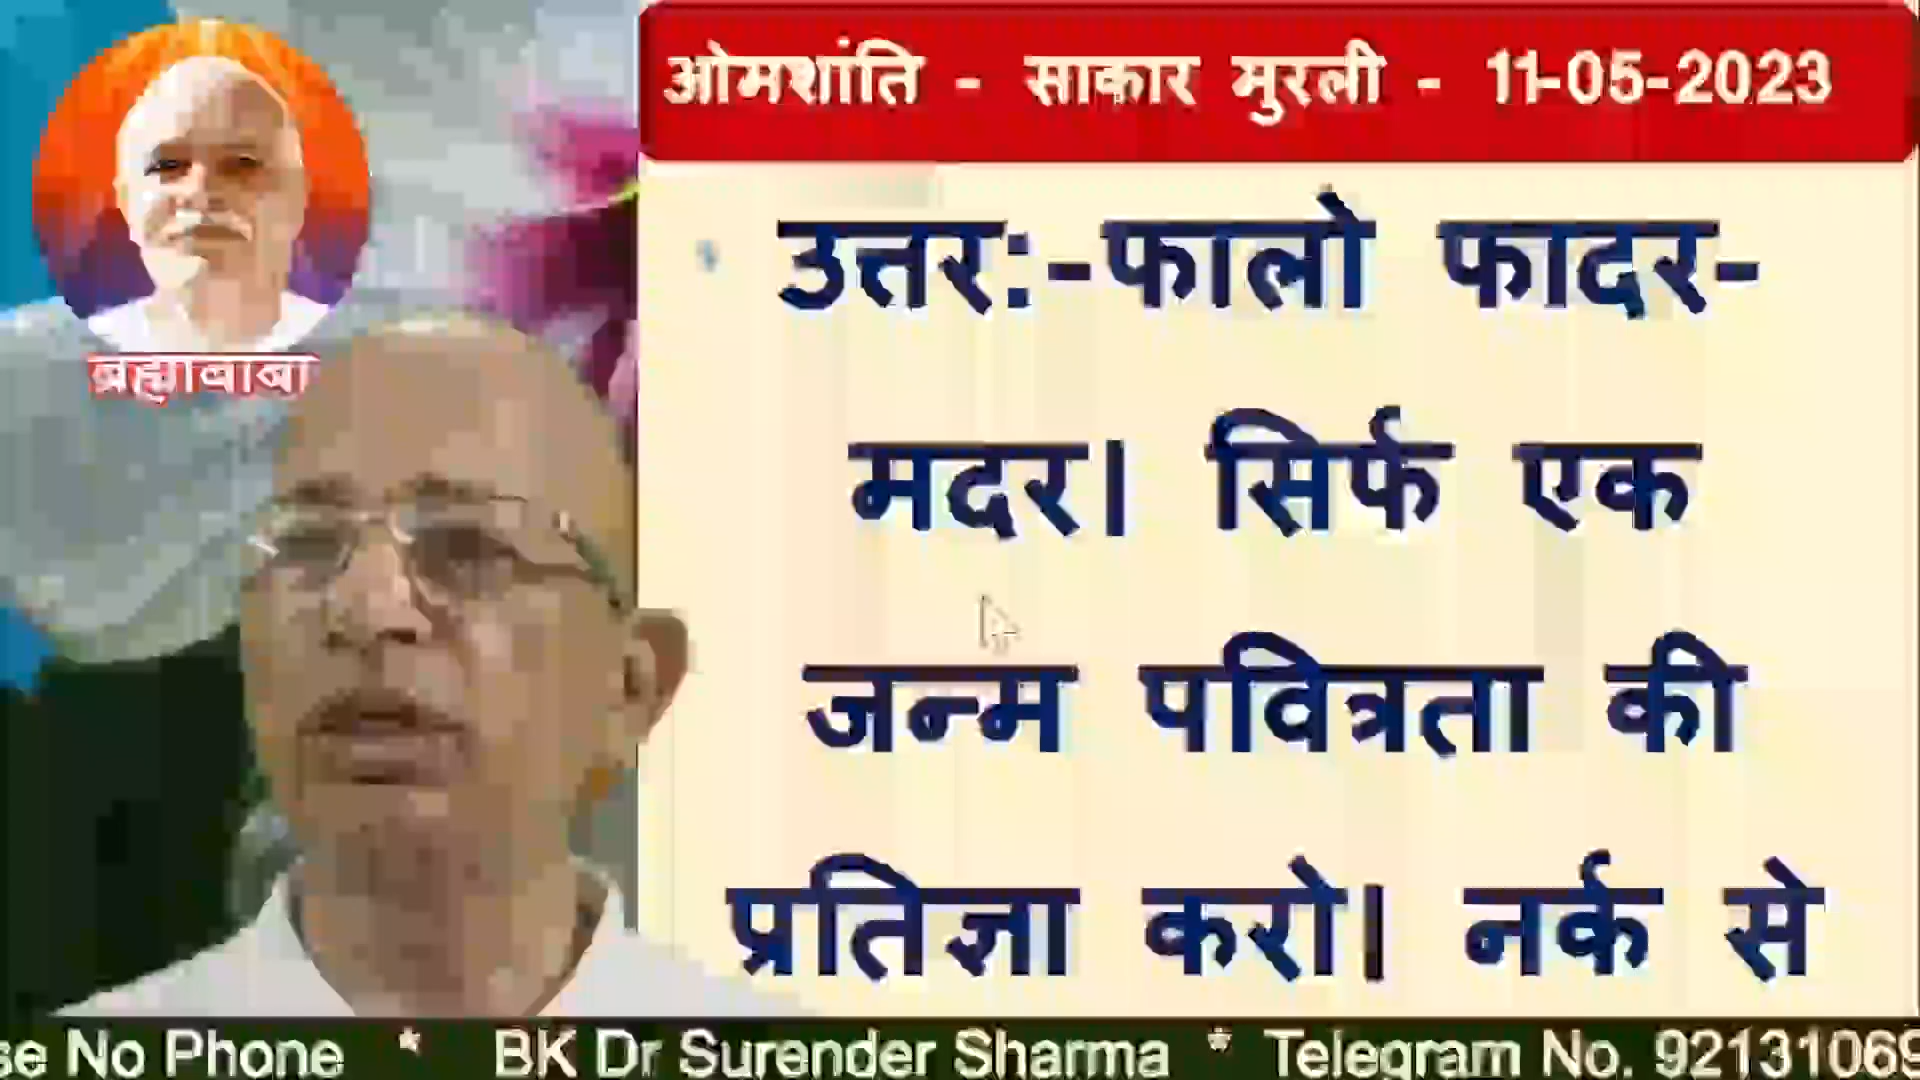 ओमशांति - साकार मुरली - 11-05-2023
ब्रह्माबाबा
उत्तर:-फालो फादर-
मदर। सिर्फ एक
जन्म पवित्रता की
प्रतिज्ञा करो। नर्क से
se No Phone * BK Dr Surender Sharma * Telegram No. 92131069